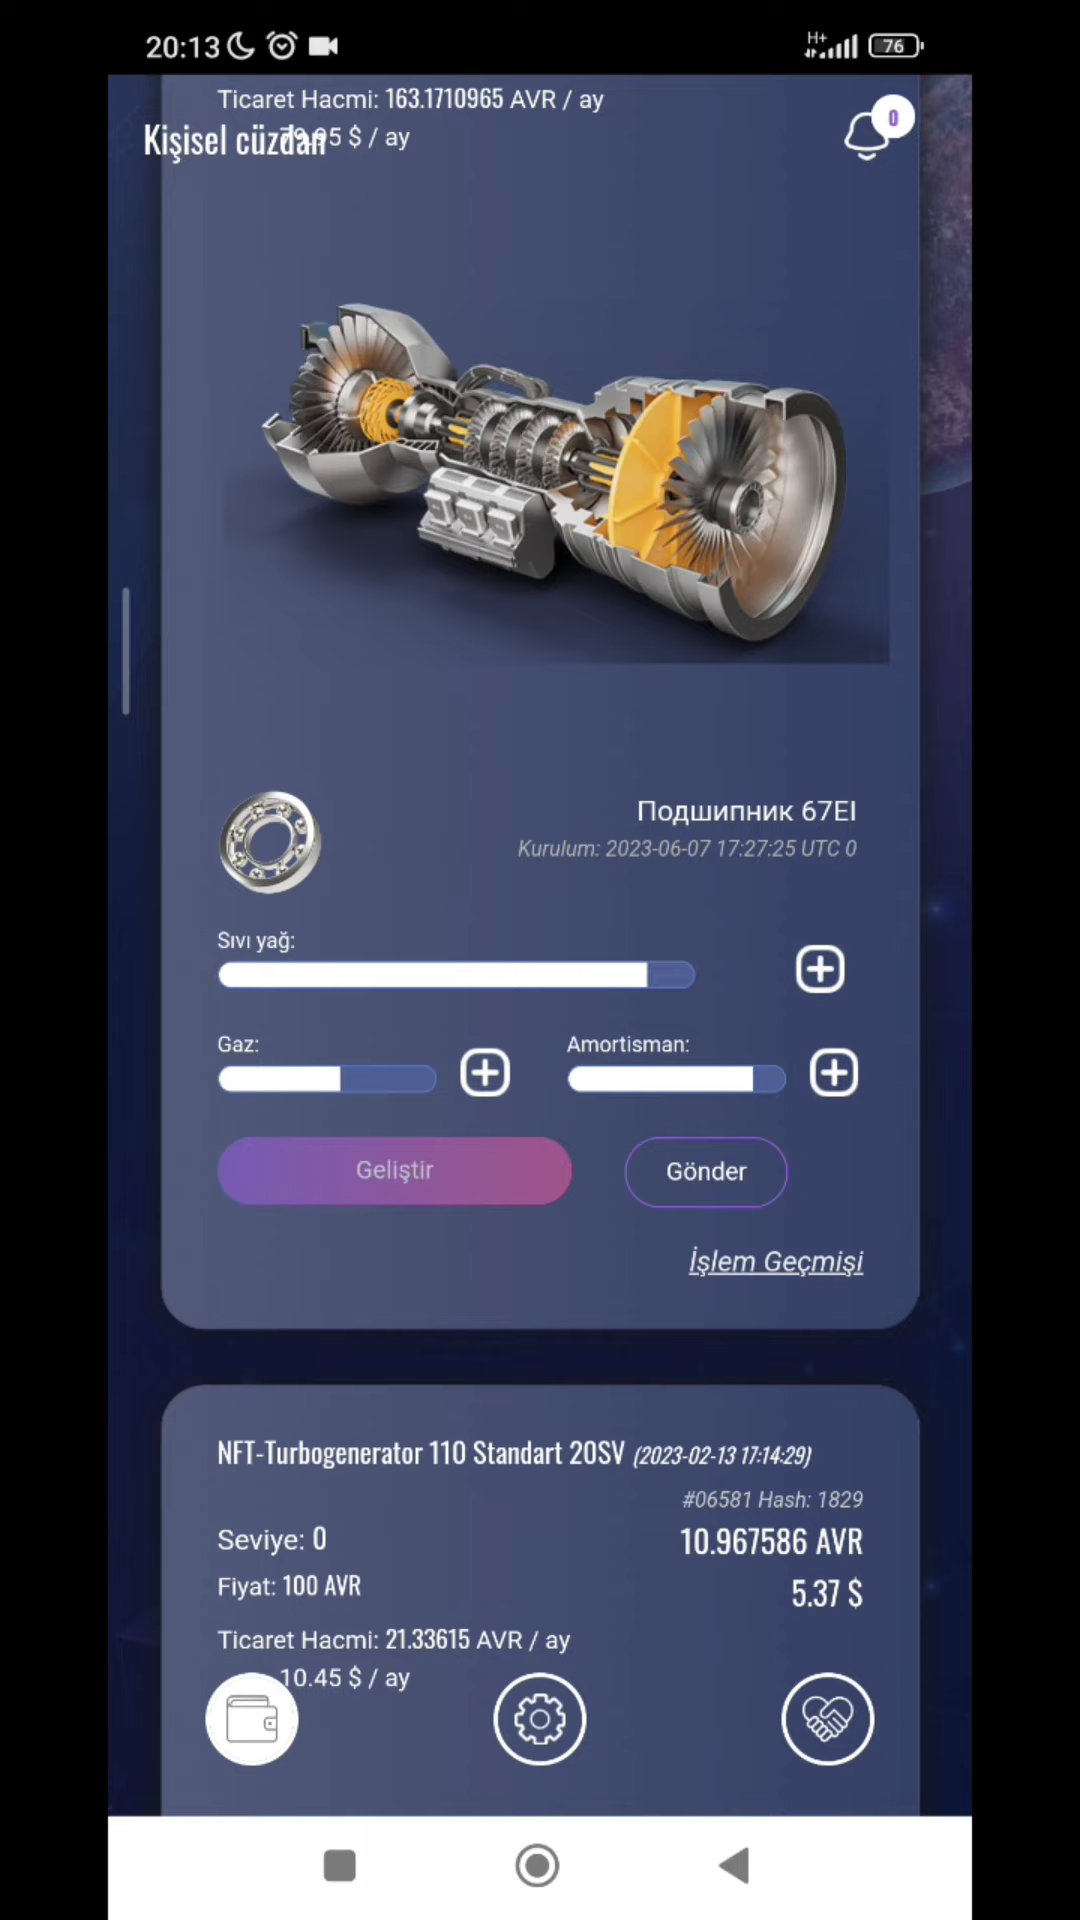 20:13
H+
76
Ticaret Hacmi: 163.1710965 AVR / ay
Kişisel cüzdan
5 $ / ay
0
Подшипник 67EI
Kurulum: 2023-06-07 17:27:25 UTC 0
Sıvı yağ:
Gaz:
Amortisman:
Geliştir
Gönder
İşlem Geçmişi
NFT-Turbogenerator 110 Standart 20SV (2023-02-13 17:14:29)
#06581 Hash: 1829
Seviye: 0
10.967586 AVR
Fiyat: 100 AVR
5.37 $
Ticaret Hacmi: 21.33615 AVR / ay
10.45 $ / ay